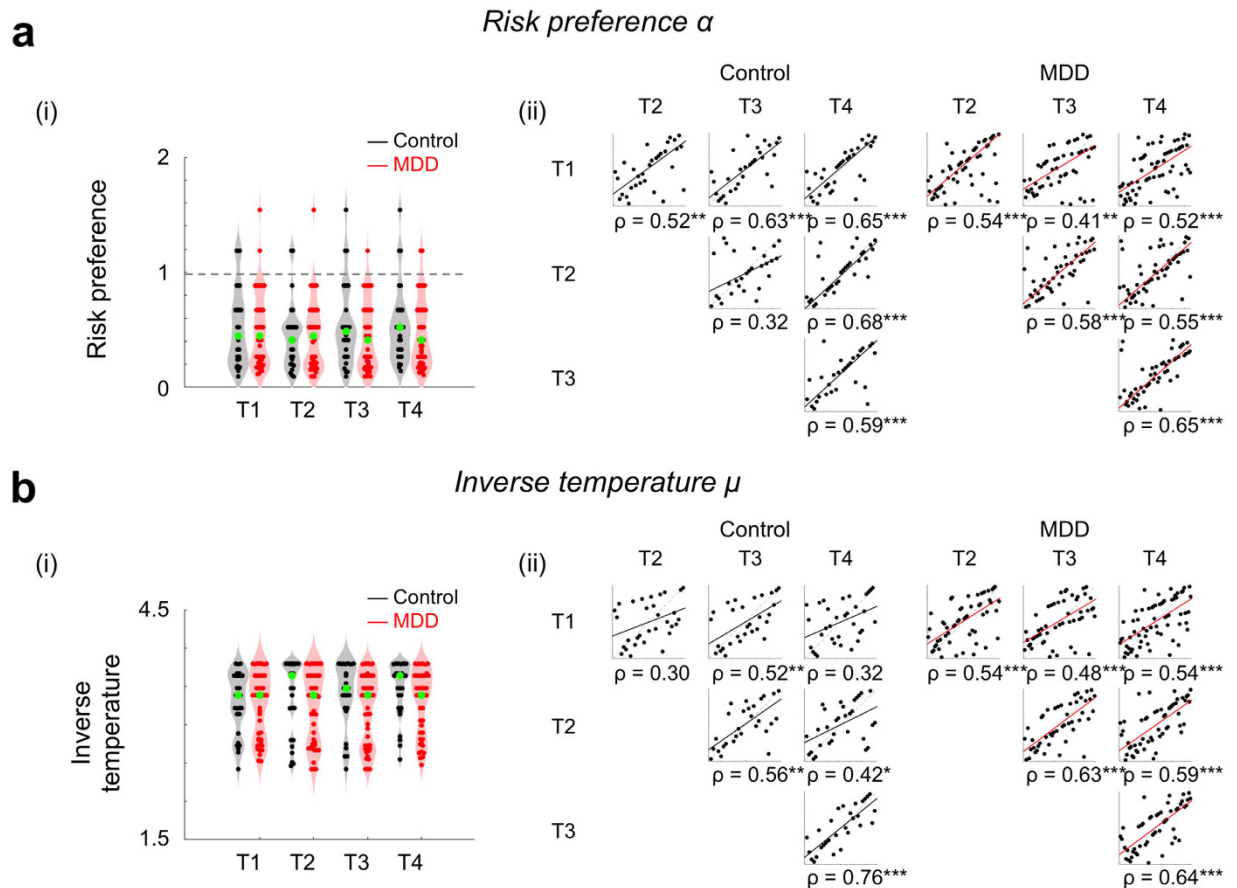 a
Risk preference α
(i)
Control
MDD
2
1
0
Risk preference
T1 T2 T3 T4
(ii)
Control MDD
T2 T3 T4 T2 T3 T4
T1
ρ = 0.52** ρ = 0.63*** ρ = 0.65*** ρ = 0.54*** ρ = 0.41** ρ = 0.52***
T2
ρ = 0.32 ρ = 0.68*** ρ = 0.58*** ρ = 0.55***
T3
ρ = 0.59*** ρ = 0.65***
b
Inverse temperature μ
(i)
Control
MDD
4.5
1.5
Inverse
temperature
T1 T2 T3 T4
(ii)
Control MDD
T2 T3 T4 T2 T3 T4
T1
ρ = 0.30 ρ = 0.52** ρ = 0.32 ρ = 0.54*** ρ = 0.48*** ρ = 0.54***
T2
ρ = 0.56** ρ = 0.42* ρ = 0.63*** ρ = 0.59***
T3
ρ = 0.76*** ρ = 0.64***